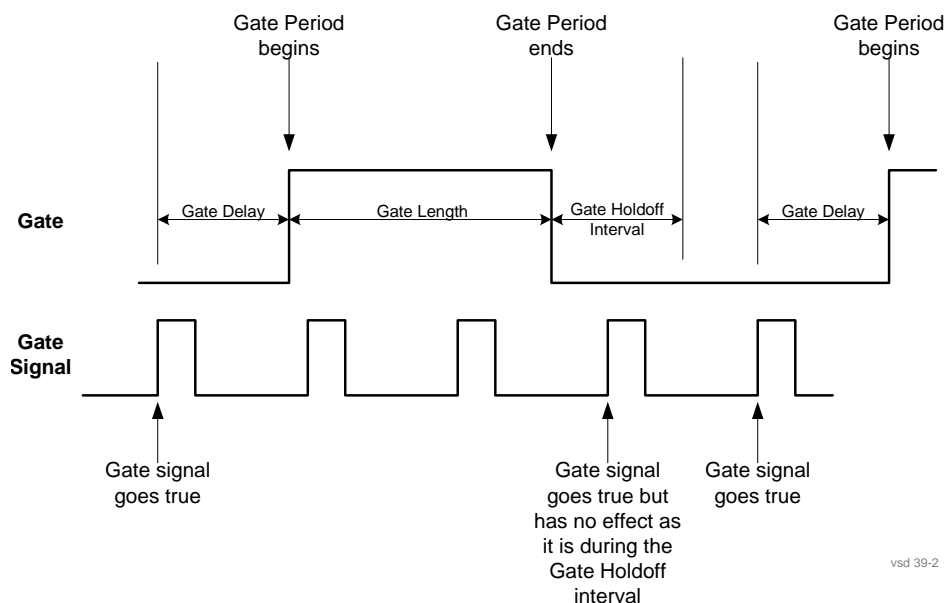 Gate Period
begins
Gate Period
ends
Gate Period
begins
Gate Delay
Gate Length
Gate Holdoff
Interval
Gate Delay
Gate
Gate
Signal
Gate signal
goes true
Gate signal
goes true but
has no effect as
it is during the
Gate Holdoff
interval
Gate signal
goes true
vsd 39-2